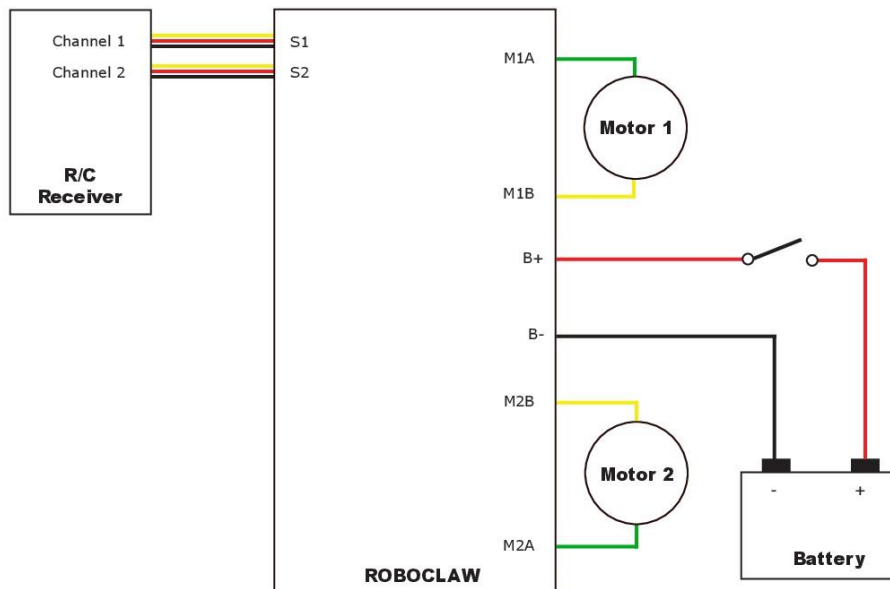 Channel 1
Channel 2
R/C
Receiver
S1
S2
M1A
M1B
B+
B-
M2B
M2A
ROBOCLAW
Motor 1
Motor 2
- +
Battery